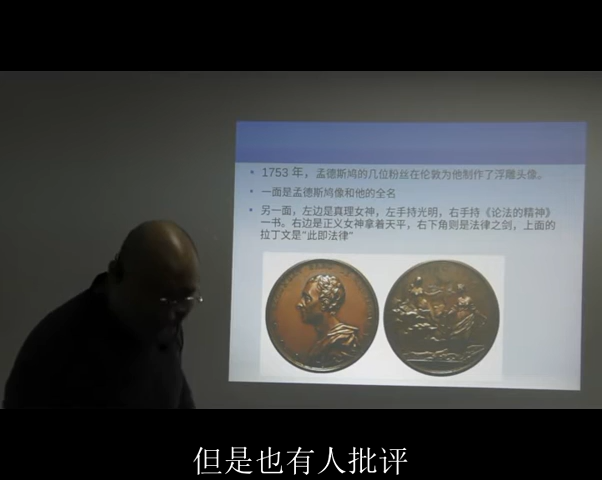 1753 年，孟德斯鸠的几位粉丝在伦敦为他制作了浮雕头像。
一面是孟德斯鸠像和他的全名
另一面，左边是真理女神，左手持光明，右手持《论法的精神》
一书。右边是正义女神拿着天平，右下角则是法律之剑，上面的
拉丁文是“此即法律”
但是也有人批评